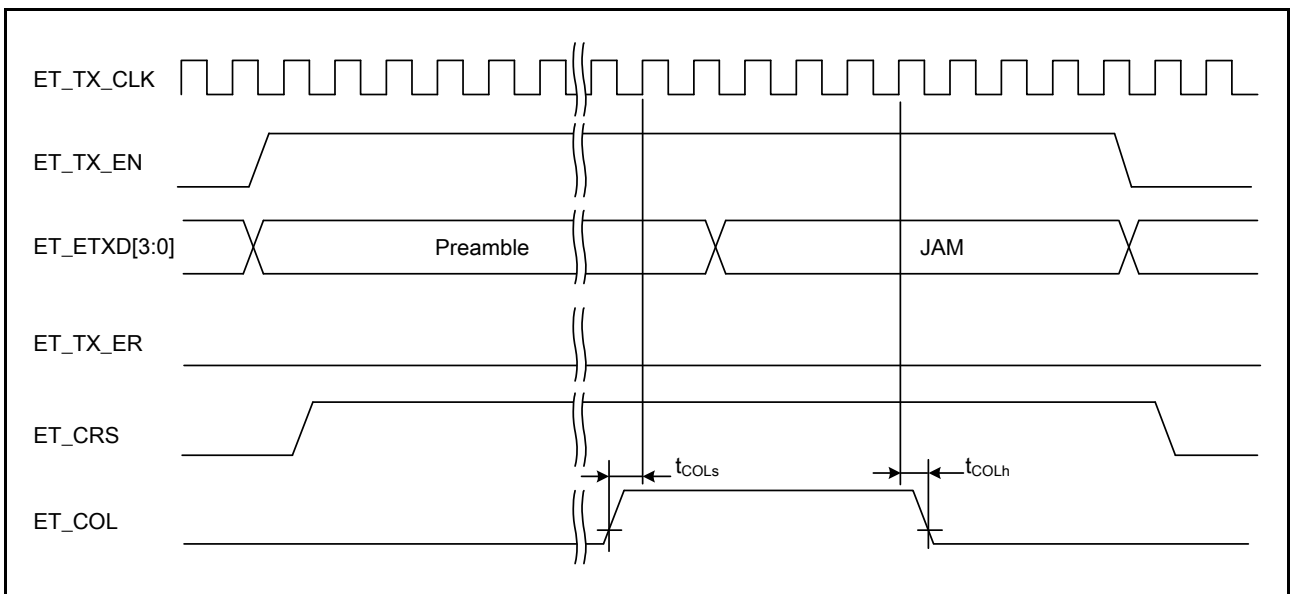 ET_TX_CLK
ET_TX_EN
ET_ETXD[3:0]
Preamble
JAM
ET_TX_ER
ET_CRS
tCOLs
tCOLh
ET_COL